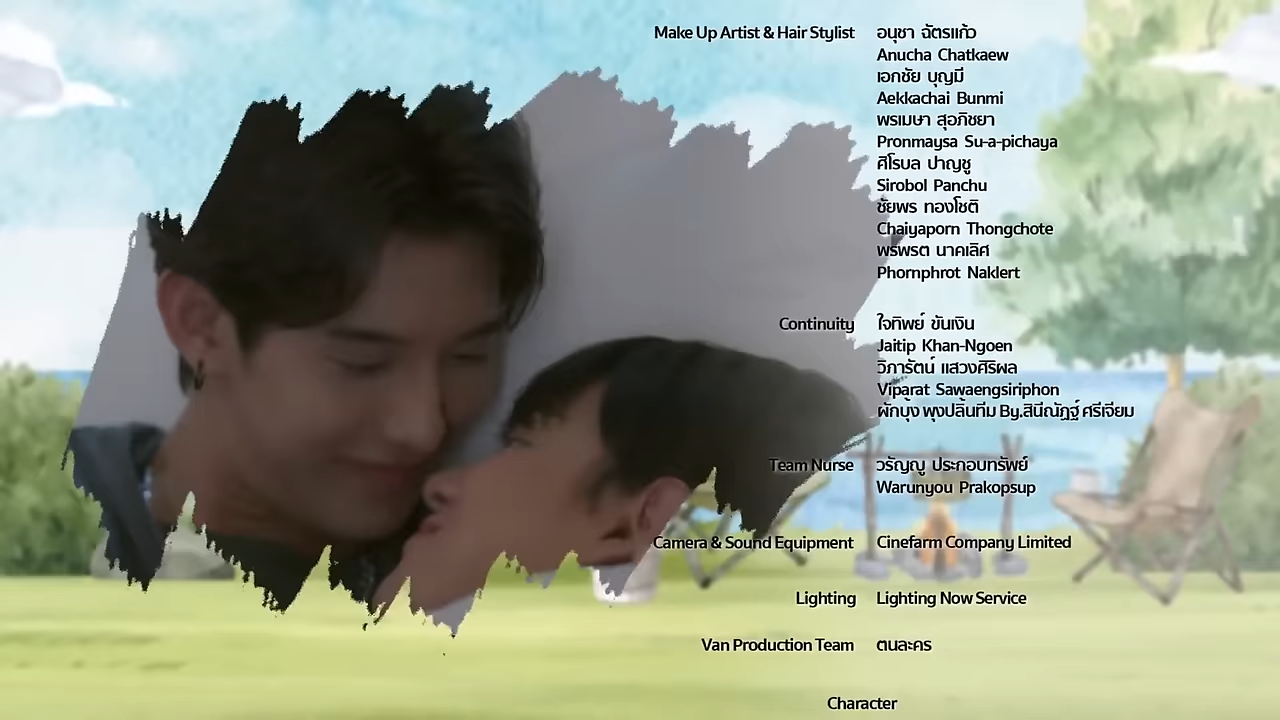 Make Up Artist & Hair Stylist อนุชา ฉัตรแก้ว
Anucha Chatkaew
เอกชัย บุญมี
Aekkachai Bunmi
พรเมษา สุอภิชยา
Pronmaysa Su-a-pichaya
ศิโรบล ปาญชู
Sirobol Panchu
ชัยพร ทองโชติ
Chaiyaporn Thongchote
พรพรต นาคเลิศ
Phornphrot Naklert
Continuity ใจทิพย์ ขันเงิน
Jaitip Khan-Ngoen
วิภารัตน์ แสวงศิริผล
Viparat Sawaengsiriphon
ผักบุ้ง พุงปลิ้นทีม By.สินีณัฏฐ์ ศรีเจียม
Team Nurse วรัญญู ประกอบทรัพย์
Warunyou Prakopsup
Camera & Sound Equipment Cinefarm Company Limited
Lighting Lighting Now Service
Van Production Team ตนละคร
Character